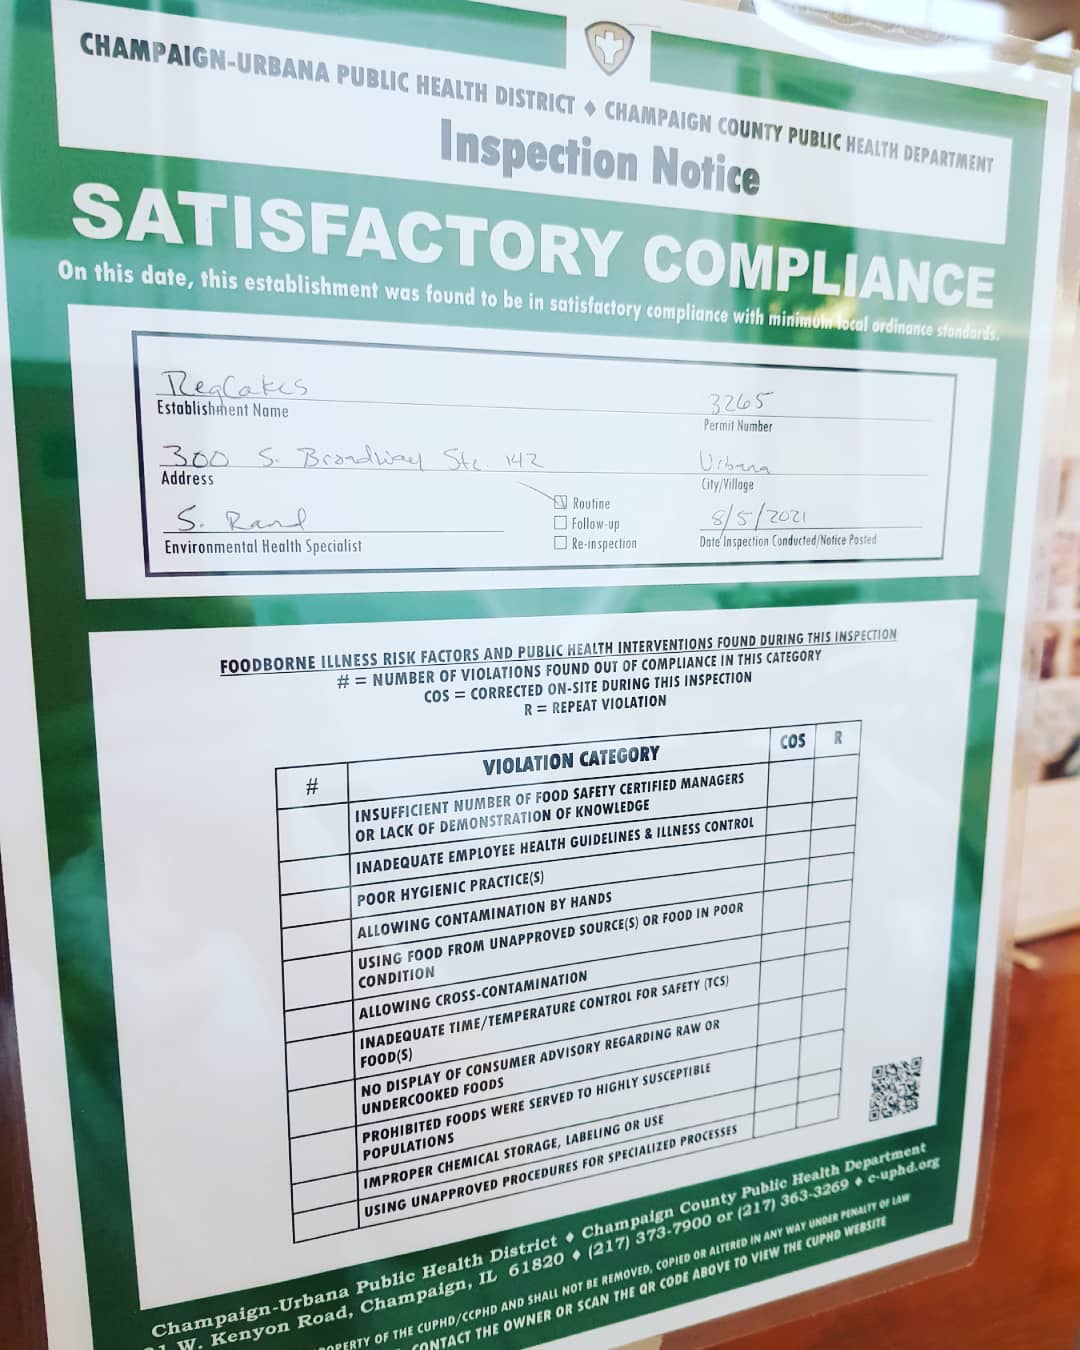 CHAMPAIGN-URBANA PUBLIC HEALTH DISTRICT ♦ CHAMPAIGN COUNTY PUBLIC HEALTH DEPARTMENT
Inspection Notice
SATISFACTORY COMPLIANCE
On this date, this establishment was found to be in satisfactory compliance with minimum local ordinance standards.
RegCakes 3265
Establishment Name Permit Number
300 S. Broadway Ste. 142 Urbana
Address City/Village
S. Rand 8/5/2021
Environmental Health Specialist Date Inspection Conducted/Notice Posted
Routine
Follow-up
Re-inspection
FOODBORNE ILLNESS RISK FACTORS AND PUBLIC HEALTH INTERVENTIONS FOUND DURING THIS INSPECTION
# = NUMBER OF VIOLATIONS FOUND OUT OF COMPLIANCE IN THIS CATEGORY
COS = CORRECTED ON-SITE DURING THIS INSPECTION
R = REPEAT VIOLATION
# VIOLATION CATEGORY COS R
INSUFFICIENT NUMBER OF FOOD SAFETY CERTIFIED MANAGERS
OR LACK OF DEMONSTRATION OF KNOWLEDGE
INADEQUATE EMPLOYEE HEALTH GUIDELINES & ILLNESS CONTROL
POOR HYGIENIC PRACTICE(S)
ALLOWING CONTAMINATION BY HANDS
USING FOOD FROM UNAPPROVED SOURCE(S) OR FOOD IN POOR
CONDITION
ALLOWING CROSS-CONTAMINATION
INADEQUATE TIME/TEMPERATURE CONTROL FOR SAFETY (TCS)
FOOD(S)
NO DISPLAY OF CONSUMER ADVISORY REGARDING RAW OR
UNDERCOOKED FOODS
PROHIBITED FOODS WERE SERVED TO HIGHLY SUSCEPTIBLE
POPULATIONS
IMPROPER CHEMICAL STORAGE, LABELING OR USE
USING UNAPPROVED PROCEDURES FOR SPECIALIZED PROCESSES
Champaign-Urbana Public Health District ♦ Champaign County Public Health Department
W. Kenyon Road, Champaign, IL 61820 ♦ (217) 373-7900 or (217) 363-3269 ♦ c-uphd.org
OF THE CUPHD/CCPHD AND SHALL NOT BE REMOVED, COPIED OR ALTERED IN ANY WAY UNDER PENALTY OF LAW
CONTACT THE OWNER OR SCAN THE QR CODE ABOVE TO VIEW THE CUPHD WEBSITE